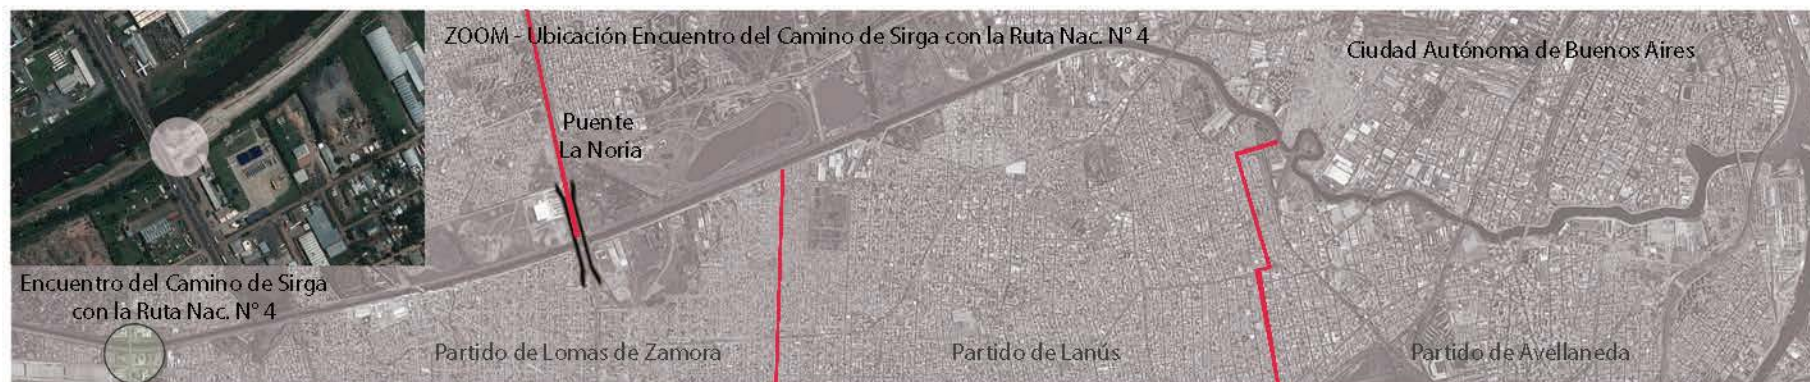 ZOOM - Ubicación Encuentro del Camino de Sirga con la Ruta Nac. N° 4
Ciudad Autónoma de Buenos Aires
Puente
La Noria
Encuentro del Camino de Sirga
con la Ruta Nac. N° 4
Partido de Lomas de Zamora
Partido de Lanús
Partido de Avellaneda